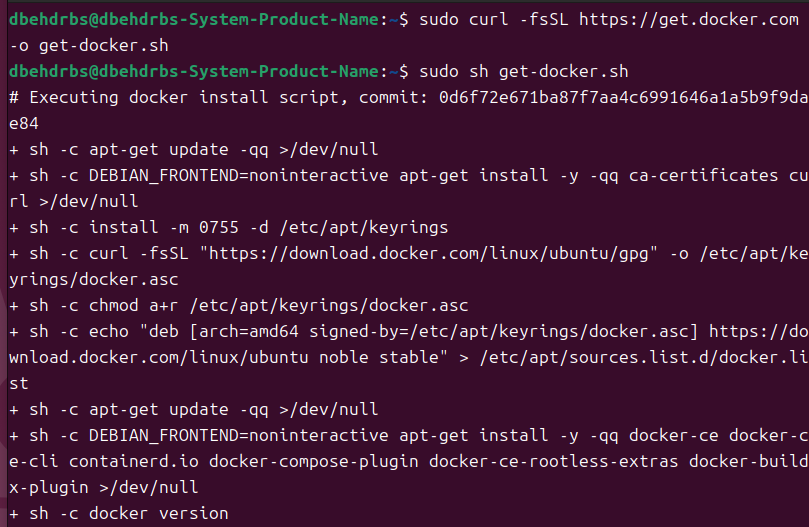 dbehdrbs@dbehdrbs-System-Product-Name:~$ sudo curl -fsSL https://get.docker.com
-o get-docker.sh
dbehdrbs@dbehdrbs-System-Product-Name:~$ sudo sh get-docker.sh
# Executing docker install script, commit: 0d6f72e671ba87f7aa4c6991646a1a5b9f9da
e84
+ sh -c apt-get update -qq >/dev/null
+ sh -c DEBIAN_FRONTEND=noninteractive apt-get install -y -qq ca-certificates cu
rl >/dev/null
+ sh -c install -m 0755 -d /etc/apt/keyrings
+ sh -c curl -fsSL "https://download.docker.com/linux/ubuntu/gpg" -o /etc/apt/ke
yrings/docker.asc
+ sh -c chmod a+r /etc/apt/keyrings/docker.asc
+ sh -c echo "deb [arch=amd64 signed-by=/etc/apt/keyrings/docker.asc] https://do
wnload.docker.com/linux/ubuntu noble stable" > /etc/apt/sources.list.d/docker.li
st
+ sh -c apt-get update -qq >/dev/null
+ sh -c DEBIAN_FRONTEND=noninteractive apt-get install -y -qq docker-ce docker-c
e-cli containerd.io docker-compose-plugin docker-ce-rootless-extras docker-build
x-plugin >/dev/null
+ sh -c docker version